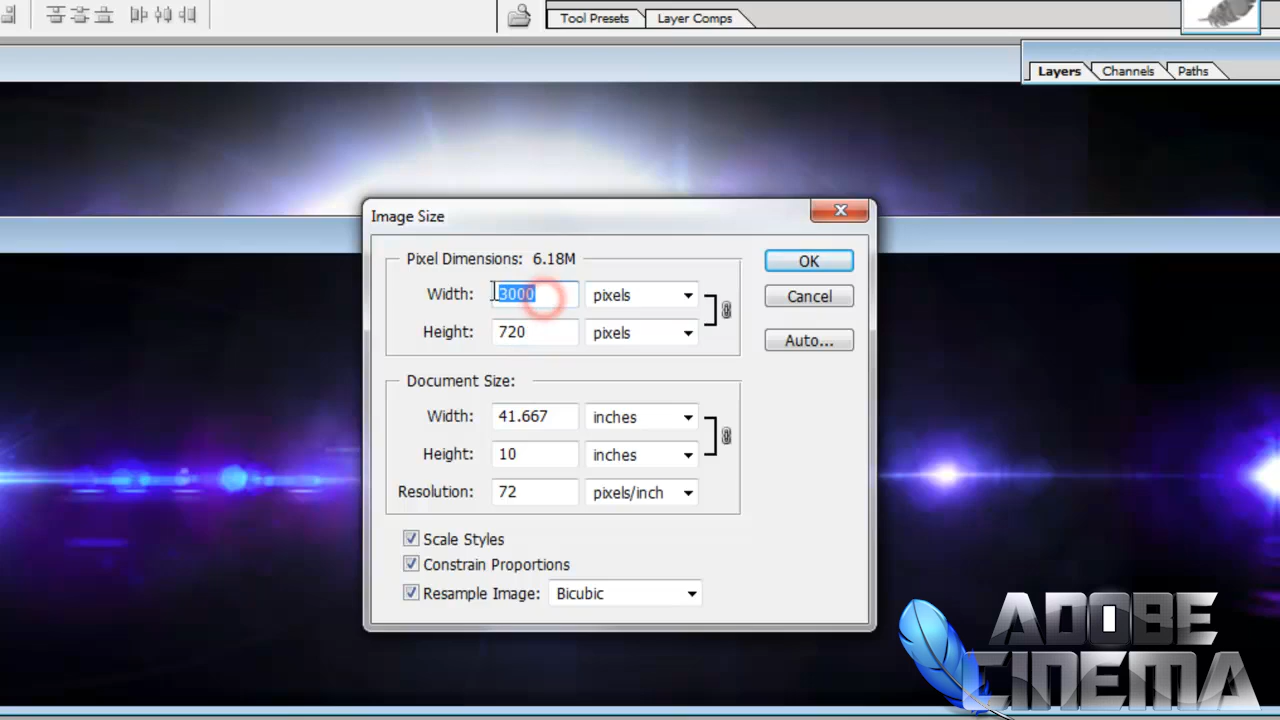 Tool Presets Layer Comps
Layers Channels Paths
Image Size
Pixel Dimensions: 6.18M
OK
Width: 3000 pixels
Cancel
Height: 720 pixels
Auto...
Document Size:
Width: 41.667 inches
Height: 10 inches
Resolution: 72 pixels/inch
Scale Styles
Constrain Proportions
Resample Image: Bicubic
ADOBE
CINEMA